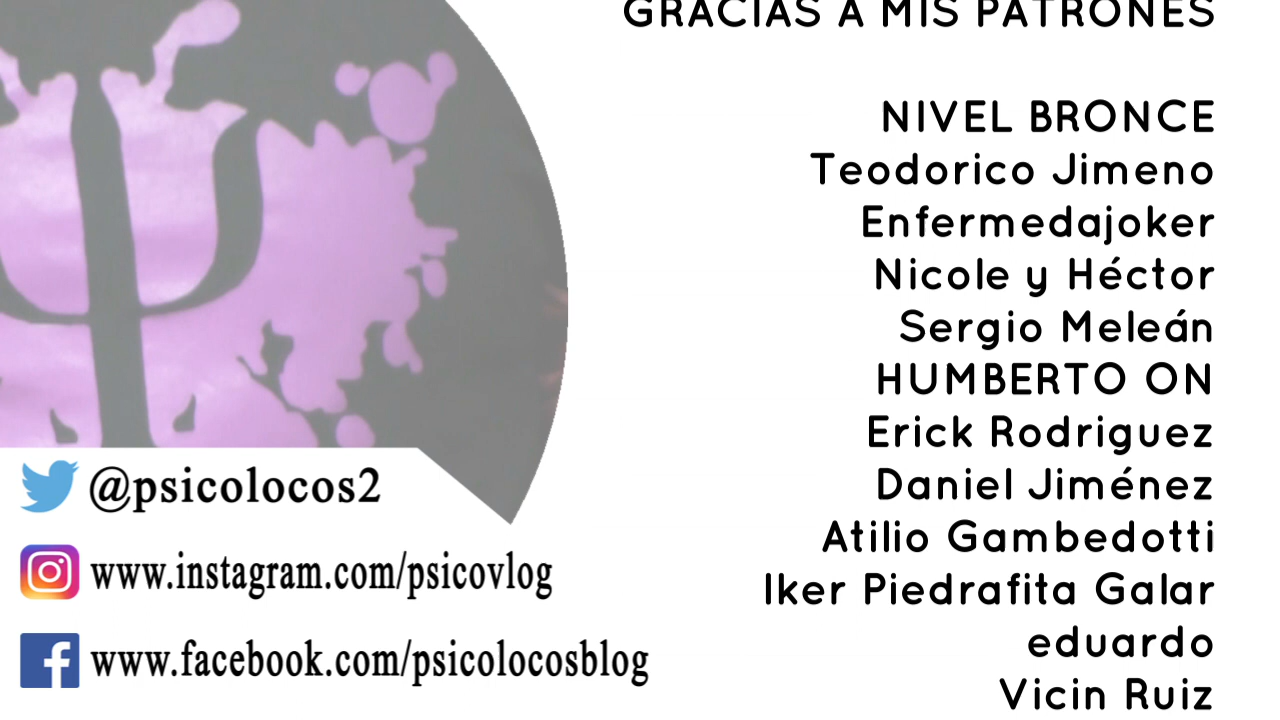 GRACIAS A MIS PATRONES
NIVEL BRONCE
Teodorico Jimeno
Enfermedajoker
Nicole y Héctor
Sergio Meleán
HUMBERTO ON
Erick Rodriguez
Daniel Jiménez
Atilio Gambedotti
Iker Piedrafita Galar
eduardo
Vicin Ruiz
@psicolocos2
www.instagram.com/psicovlog
www.facebook.com/psicolocosblog